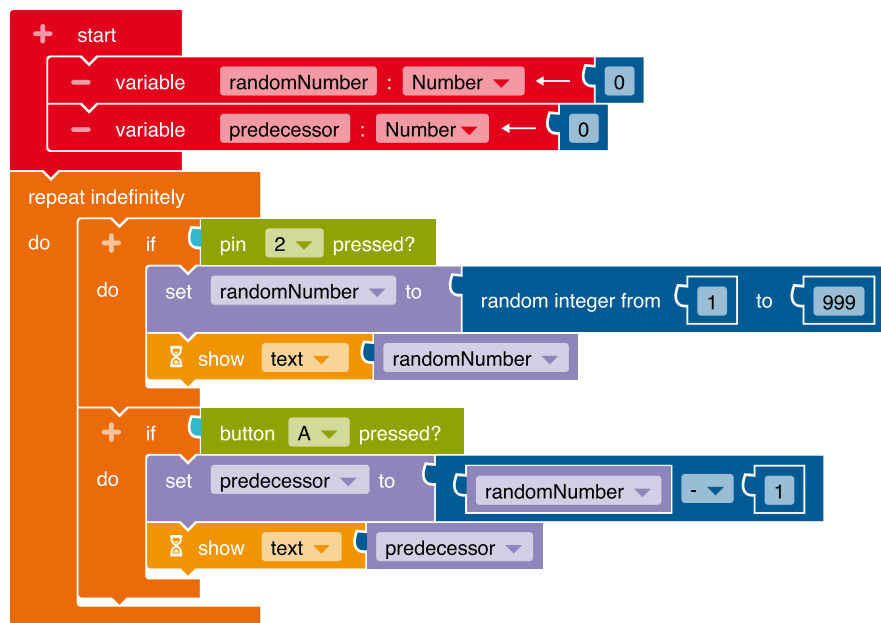 start
variable randomNumber : Number 0
variable predecessor : Number 0
repeat indefinitely
do if pin 2 pressed?
do set randomNumber to random integer from 1 to 999
show text randomNumber
if button A pressed?
do set predecessor to randomNumber - 1
show text predecessor